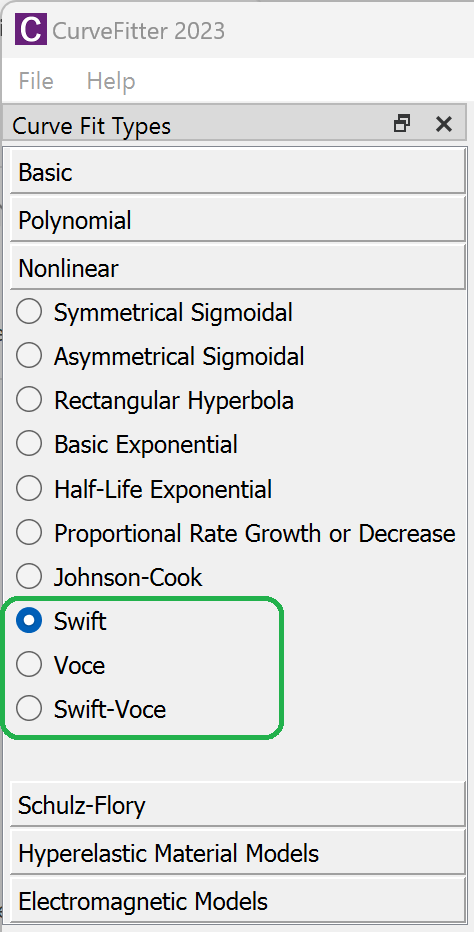 C CurveFitter 2023
File Help
Curve Fit Types
Basic
Polynomial
Nonlinear
Symmetrical Sigmoidal
Asymmetrical Sigmoidal
Rectangular Hyperbola
Basic Exponential
Half-Life Exponential
Proportional Rate Growth or Decrease
Johnson-Cook
Swift
Voce
Swift-Voce
Schulz-Flory
Hyperelastic Material Models
Electromagnetic Models